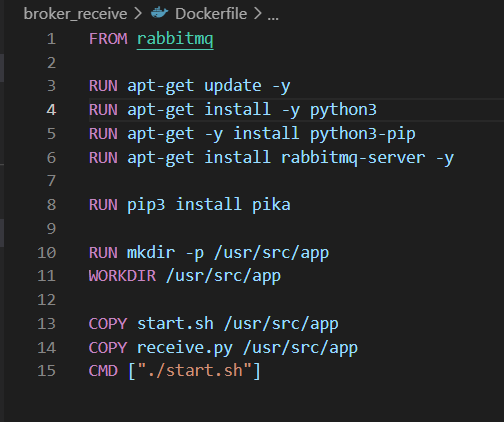 broker_receive > Dockerfile > ...
1 FROM rabbitmq
2
3 RUN apt-get update -y
4 RUN apt-get install -y python3
5 RUN apt-get -y install python3-pip
6 RUN apt-get install rabbitmq-server -y
7
8 RUN pip3 install pika
9
10 RUN mkdir -p /usr/src/app
11 WORKDIR /usr/src/app
12
13 COPY start.sh /usr/src/app
14 COPY receive.py /usr/src/app
15 CMD ["./start.sh"]